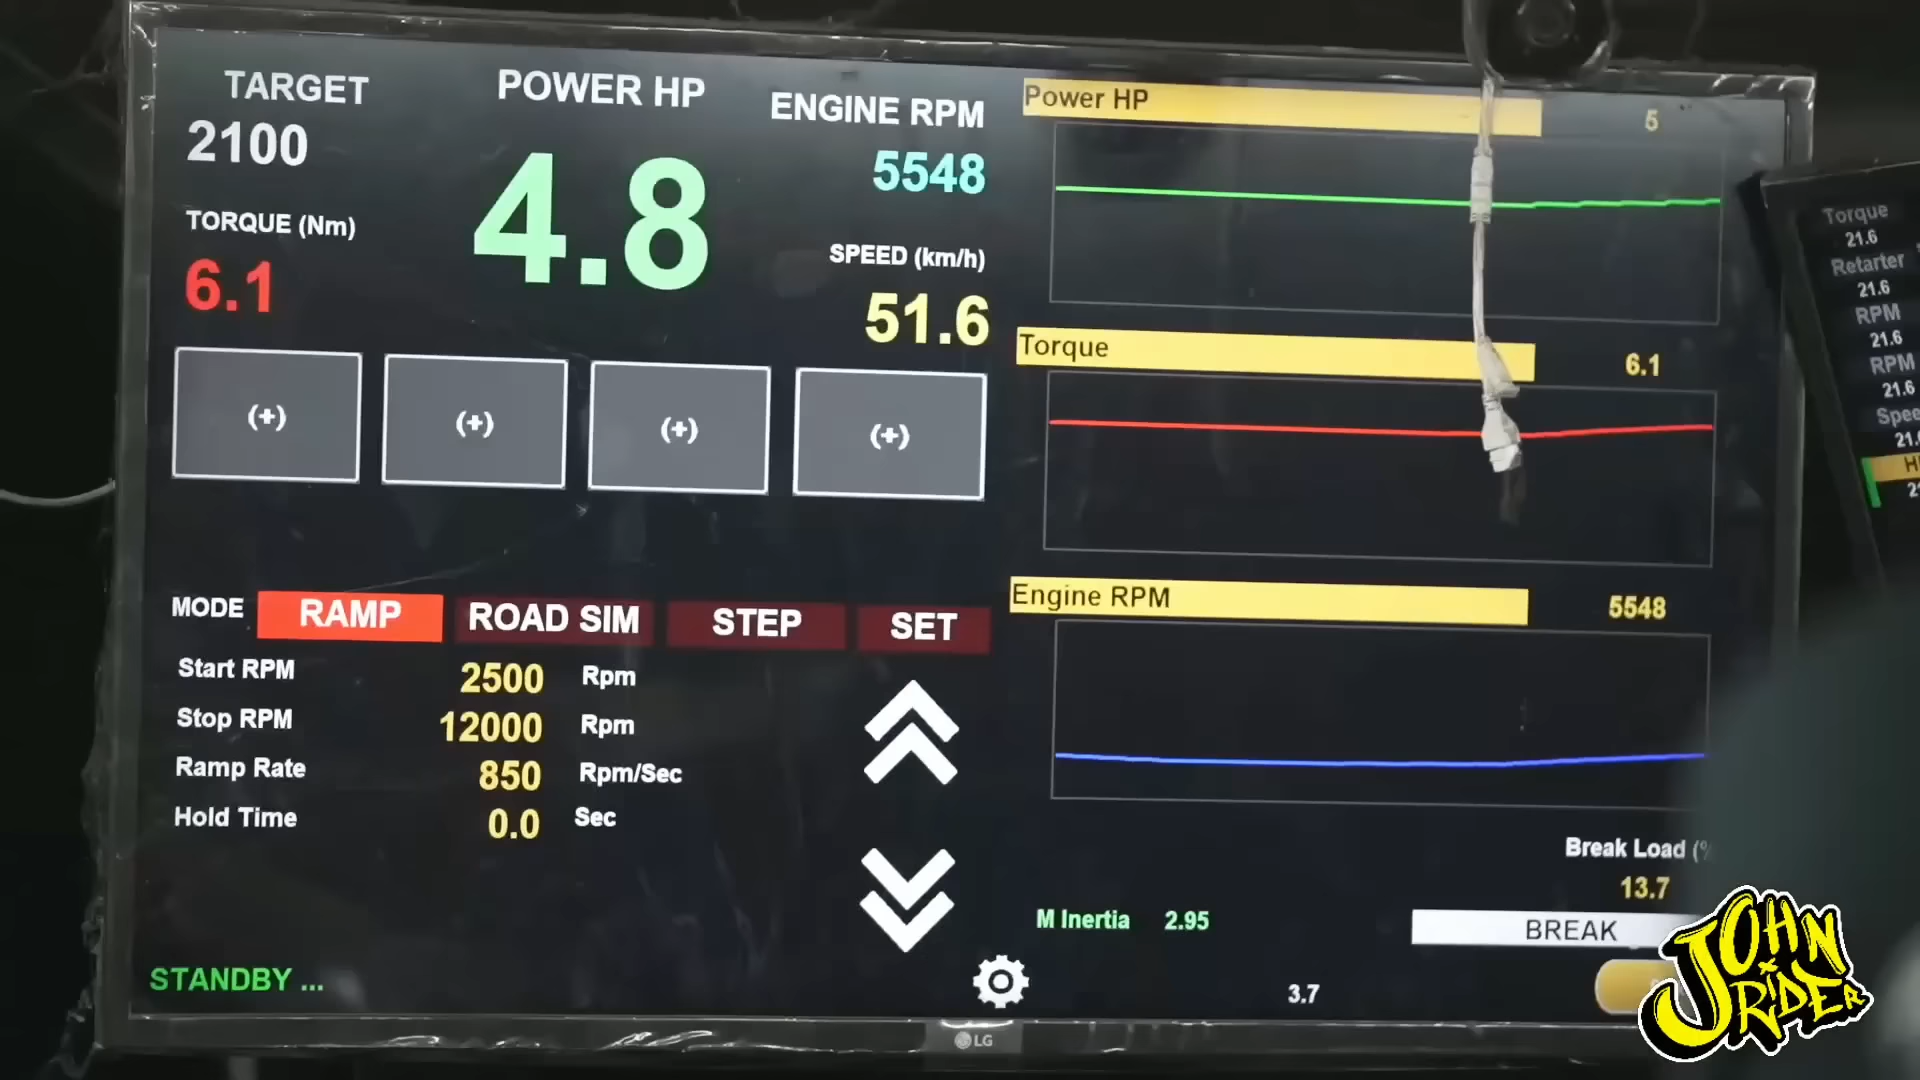 TARGET
2100
POWER HP
4.8
ENGINE RPM
5548
TORQUE (Nm)
6.1
SPEED (km/h)
51.6
(+) (+) (+) (+)
MODE RAMP ROAD SIM STEP SET
Start RPM 2500 Rpm
Stop RPM 12000 Rpm
Ramp Rate 850 Rpm/Sec
Hold Time 0.0 Sec
STANDBY ...
Power HP 5
Torque 6.1
Engine RPM 5548
Break Load (%
13.7
M Inertia 2.95
BREAK
3.7
LG
Torque
21.6
Retarter
21.6
RPM
21.6
RPM
21.6
Spee
21.
H
2
JOHN
RiDER